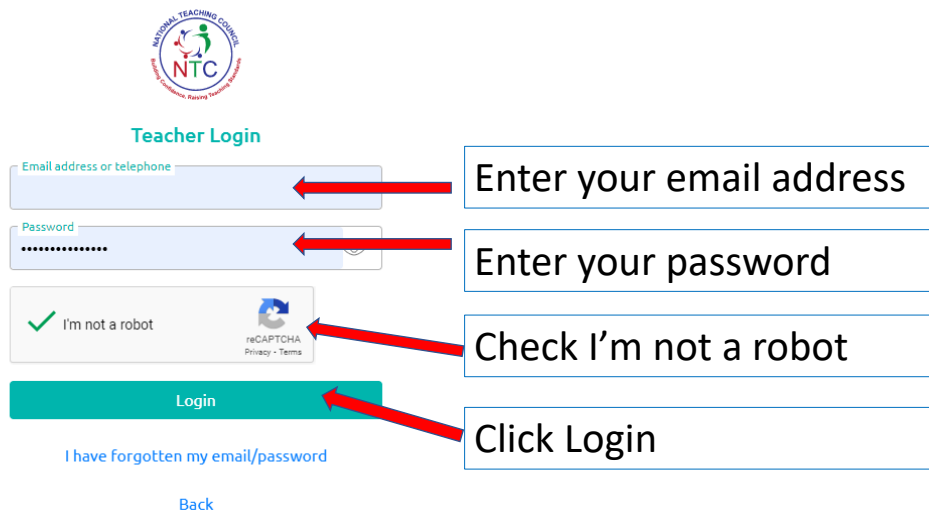 NATIONAL TEACHING COUNCIL
NTC
Building Confidence, Raising Teaching Standards
Teacher Login
Email address or telephone
Enter your email address
Password
••••••••••••••
Enter your password
I'm not a robot
reCAPTCHA
Privacy - Terms
Check I’m not a robot
Login
Click Login
I have forgotten my email/password
Back